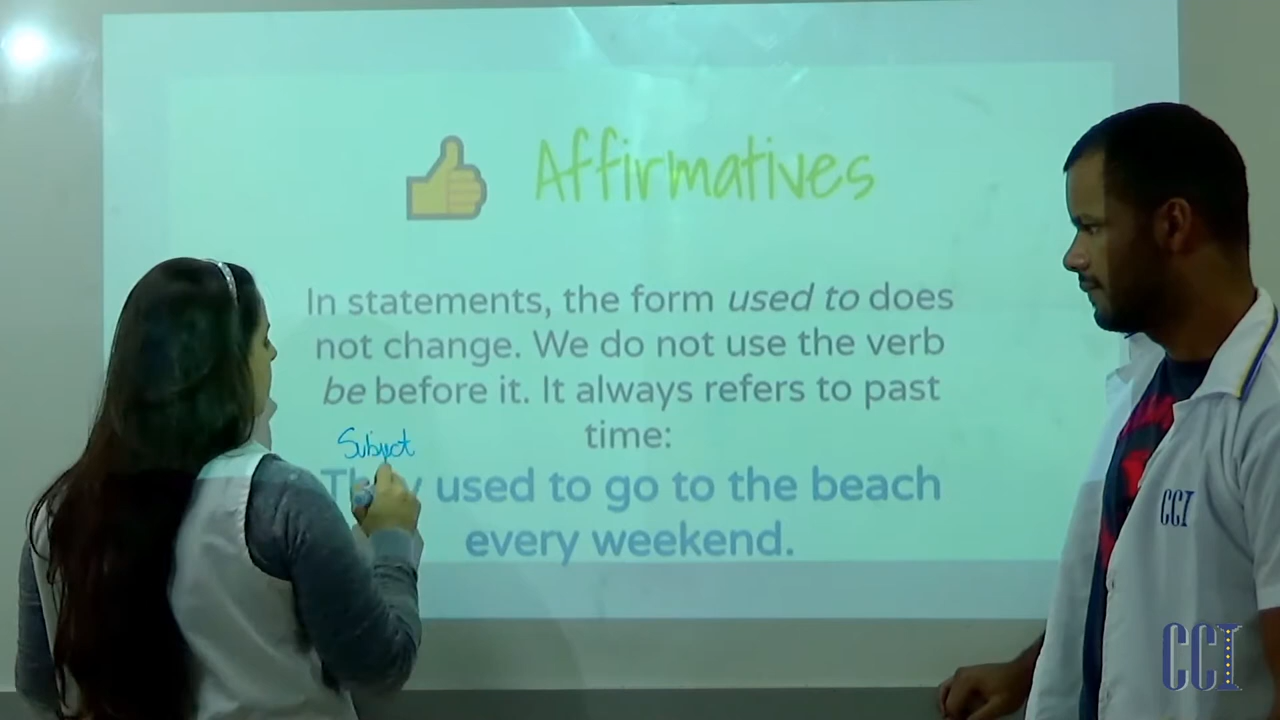 Affirmatives
In statements, the form used to does
not change. We do not use the verb
be before it. It always refers to past
time:
Subject
They used to go to the beach
every weekend.
CCI
CCI